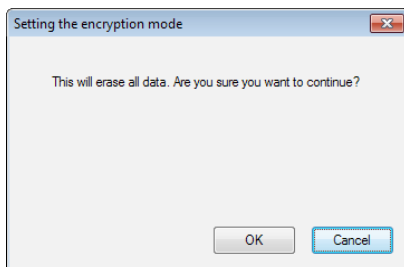 Setting the encryption mode
This will erase all data. Are you sure you want to continue?
OK
Cancel